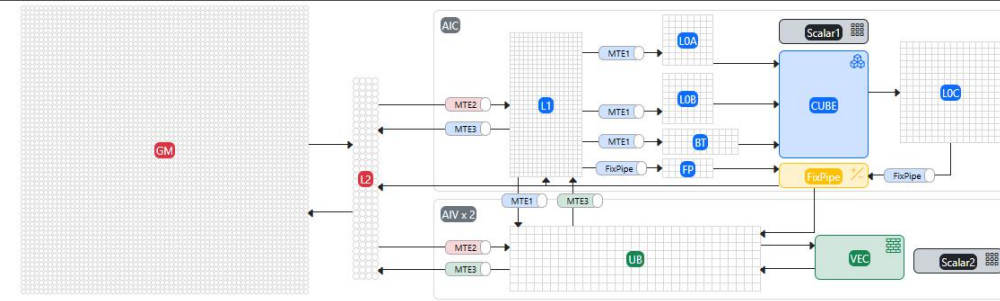 AIC
Scalar1
MTE1
L0A
MTE2
L1
L0B
CUBE
L0C
MTE3
MTE1
GM
MTE1
BT
L2
FixPipe
FP
FixPipe
FixPipe
MTE1
MTE3
AIV x 2
MTE2
UB
VEC
Scalar2
MTE3